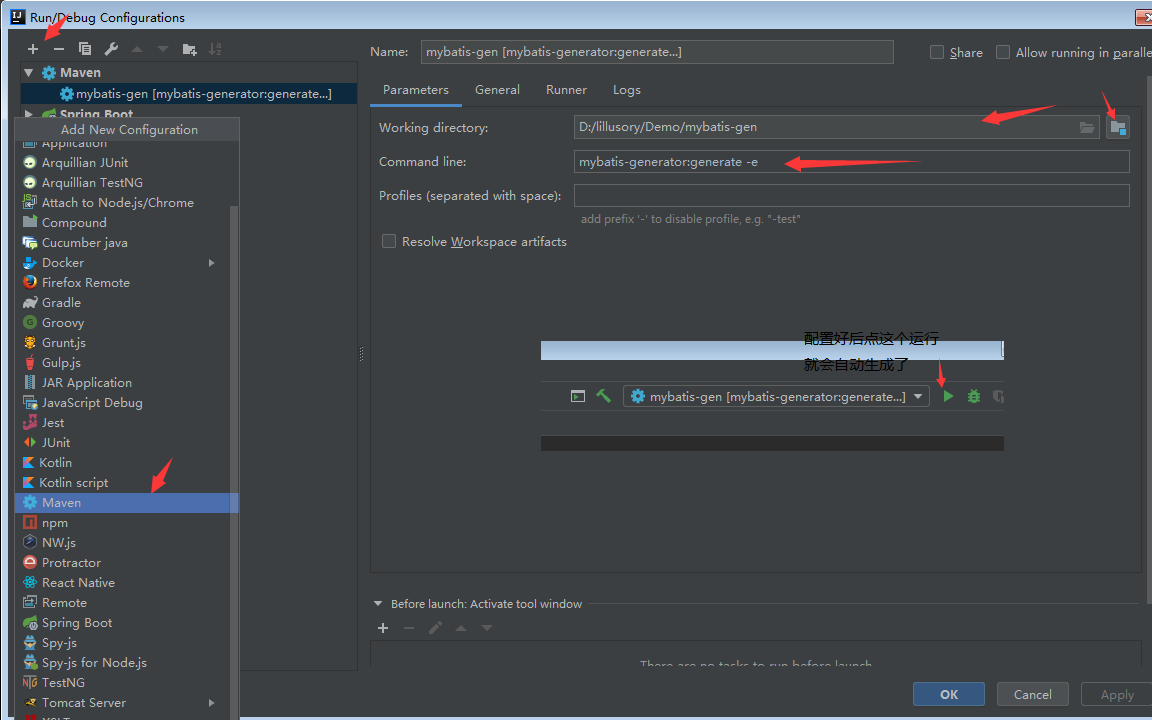 Run/Debug Configurations
Name:
mybatis-gen [mybatis-generator:generate...]
Share
Allow running in paralle
Maven
mybatis-gen [mybatis-generator:generate...]
Spring Boot
Parameters
General
Runner
Logs
Working directory:
D:/lillusory/Demo/mybatis-gen
Command line:
mybatis-generator:generate -e
Profiles (separated with space):
add prefix '-' to disable profile, e.g. "-test"
Resolve Workspace artifacts
Add New Configuration
Application
Arquillian JUnit
Arquillian TestNG
Attach to Node.js/Chrome
Compound
Cucumber java
Docker
Firefox Remote
Gradle
Groovy
Grunt.js
Gulp.js
JAR Application
JavaScript Debug
Jest
JUnit
Kotlin
Kotlin script
Maven
npm
NW.js
Protractor
React Native
Remote
Spring Boot
Spy-js
Spy-js for Node.js
TestNG
Tomcat Server
XSLT
配置好后点这个运行
就会自动生成了
mybatis-gen [mybatis-generator:generate...]
Before launch: Activate tool window
There are no tasks to run before launch
OK
Cancel
Apply